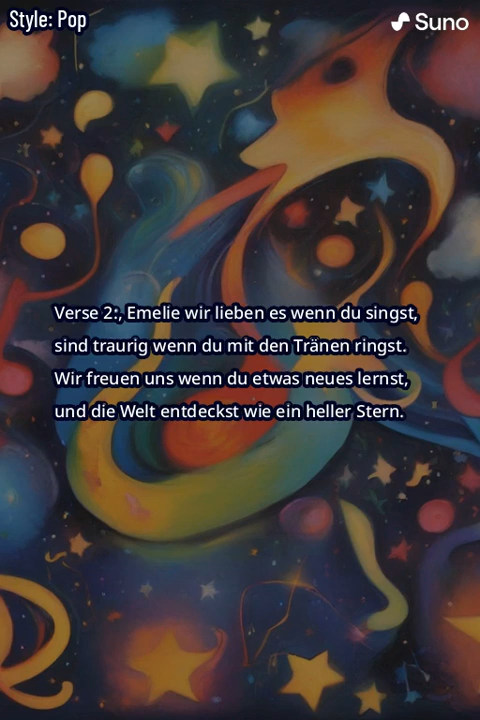 Style: Pop
Suno
Verse 2:, Emelie wir lieben es wenn du singst,
sind traurig wenn du mit den Tränen ringst.
Wir freuen uns wenn du etwas neues lernst,
und die Welt entdeckst wie ein heller Stern.